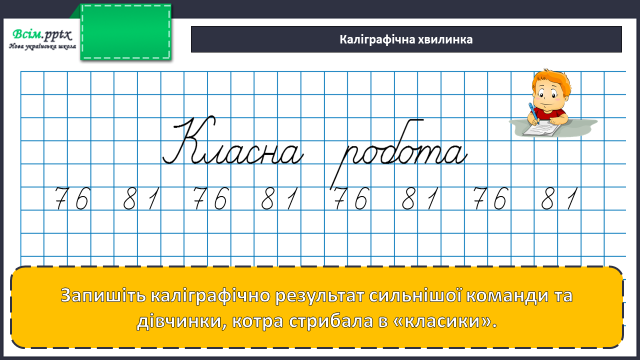 Всім.pptx
Нова українська школа
Каліграфічна хвилинка
Класна робота
76 81 76 81 76 81 76 81
Запишіть каліграфічно результат сильнішої команди та
дівчинки, котра стрибала в «класики».